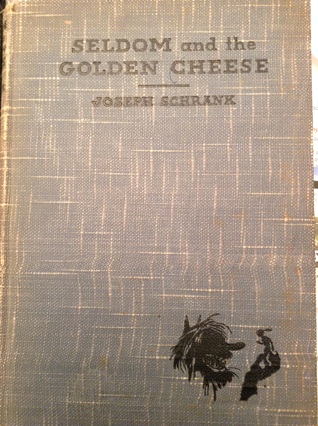 SELDOM and the
GOLDEN CHEESE
JOSEPH SCHRANK